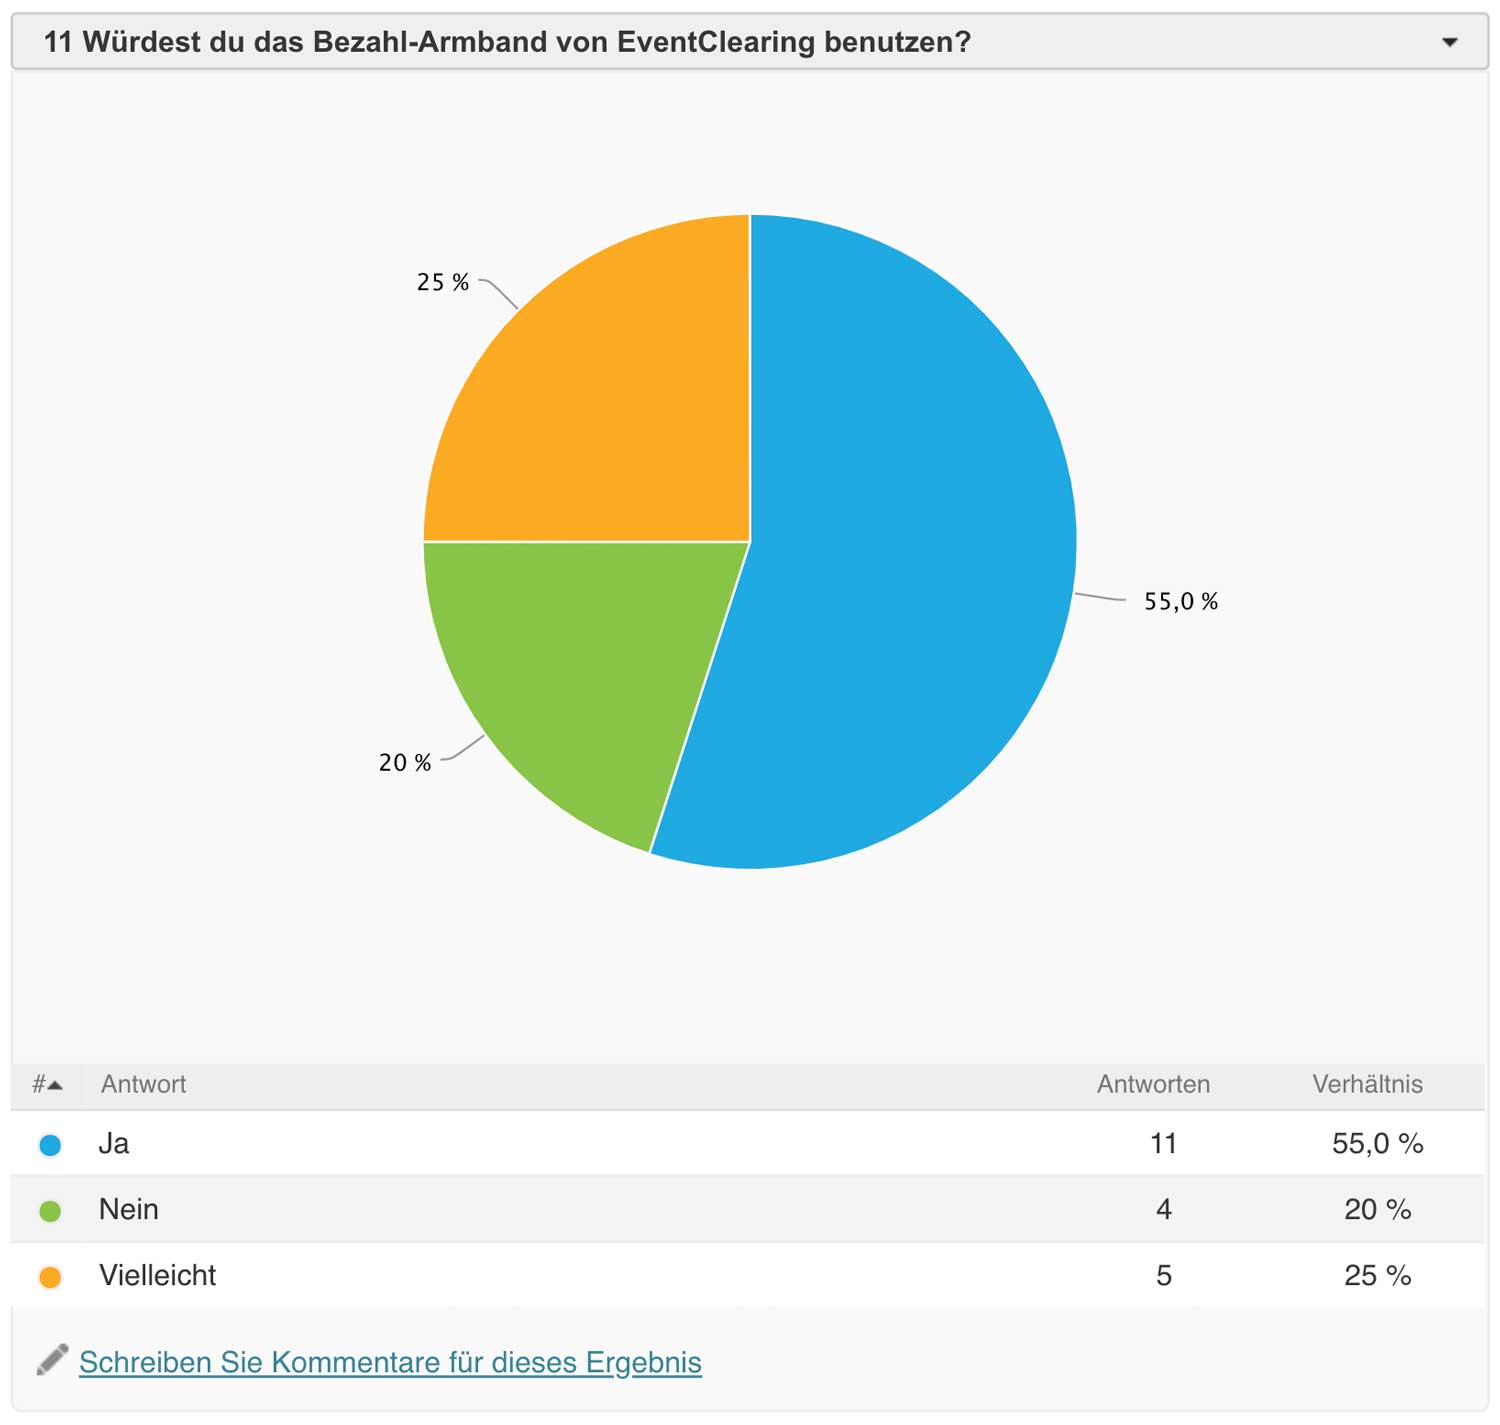 11 Würdest du das Bezahl-Armband von EventClearing benutzen?
25 %
55,0 %
20 %
# Antwort Antworten Verhältnis
Ja 11 55,0 %
Nein 4 20 %
Vielleicht 5 25 %
Schreiben Sie Kommentare für dieses Ergebnis